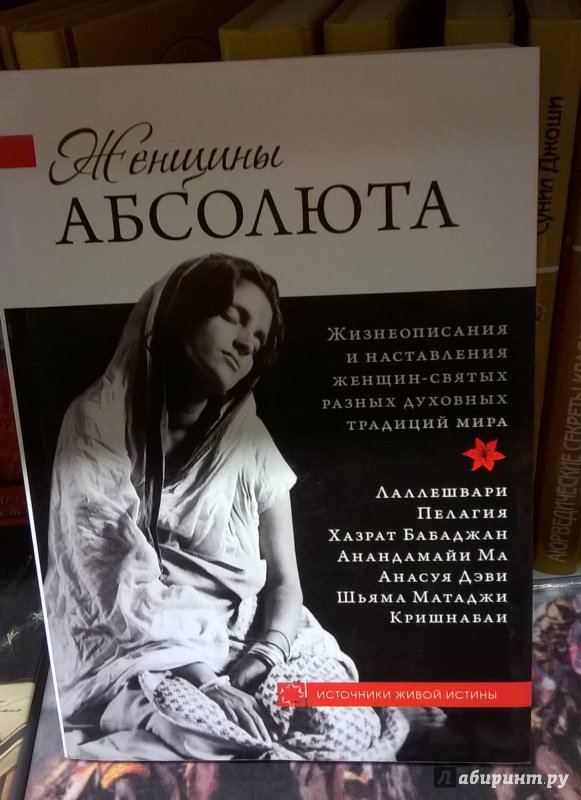 Женщины
АБСОЛЮТА
Жизнеописания
и наставления
женщин-святых
разных духовных
традиций мира
Лаллешвари
Пелагия
Хазрат Бабаджан
Анандамайи Ма
Анасуя Дэви
Шьяма Матаджи
Кришнабаи
ИСТОЧНИКИ ЖИВОЙ ИСТИНЫ
СУНИЛ ДЖОШИ
Лабиринт.ру